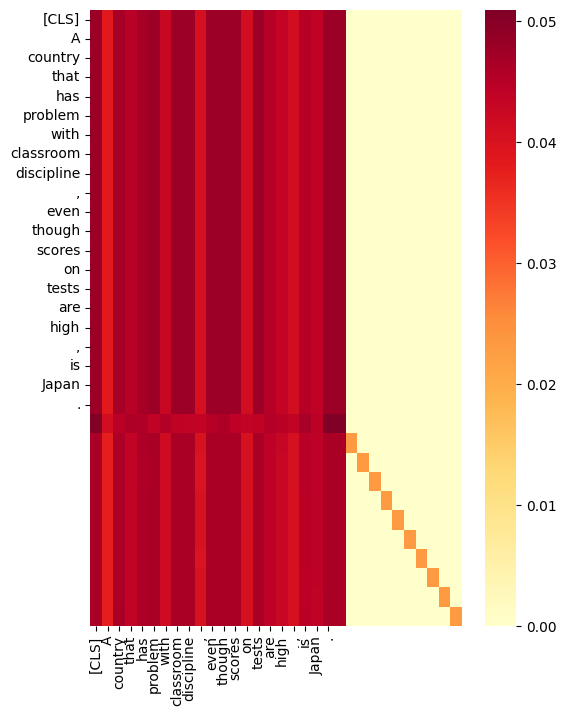 [CLS]
A
country
that
has
problem
with
classroom
discipline
,
even
though
scores
on
tests
are
high
,
is
Japan
.
[CLS]
A
country
that
has
problem
with
classroom
discipline
,
even
though
scores
on
tests
are
high
,
is
Japan
.
0.05
0.04
0.03
0.02
0.01
0.00